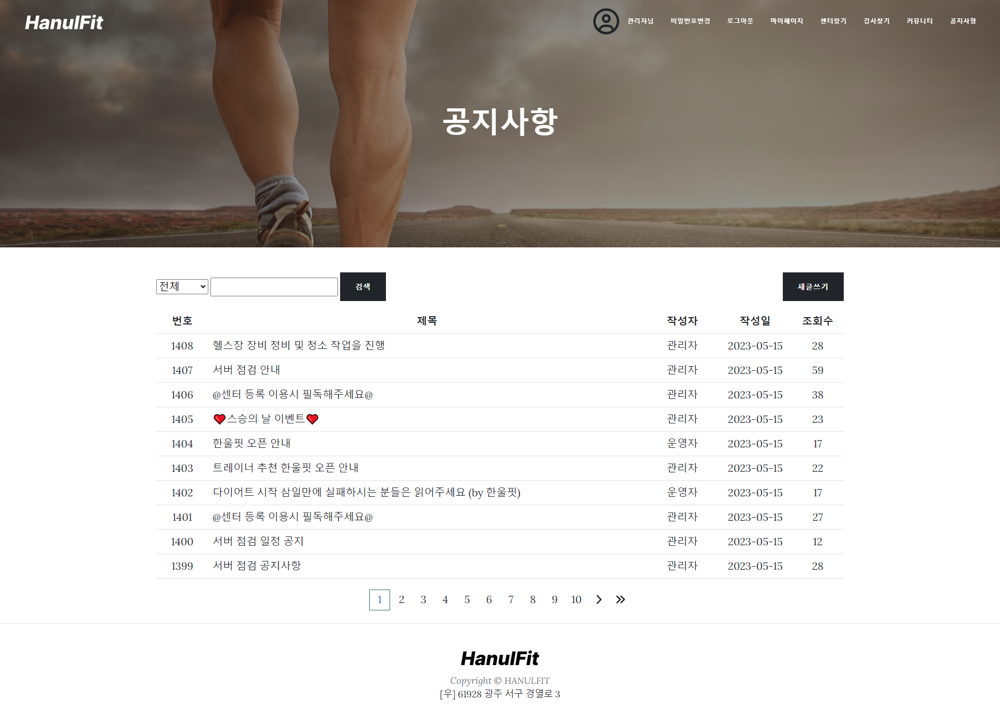 HanulFit
관리자님 비밀번호변경 로그아웃 마이페이지 센터찾기 강사찾기 커뮤니티 공지사항
공지사항
전체 검색 새글쓰기
번호 제목 작성자 작성일 조회수
1408 헬스장 장비 정비 및 청소 작업을 진행 관리자 2023-05-15 28
1407 서버 점검 안내 관리자 2023-05-15 59
1406 @센터 등록 이용시 필독해주세요@ 관리자 2023-05-15 38
1405 ❤스승의 날 이벤트❤ 관리자 2023-05-15 23
1404 한울핏 오픈 안내 운영자 2023-05-15 17
1403 트레이너 추천 한울핏 오픈 안내 관리자 2023-05-15 22
1402 다이어트 시작 삼일만에 실패하시는 분들은 읽어주세요 (by 한울핏) 운영자 2023-05-15 17
1401 @센터 등록 이용시 필독해주세요@ 관리자 2023-05-15 27
1400 서버 점검 일정 공지 관리자 2023-05-15 12
1399 서버 점검 공지사항 관리자 2023-05-15 28
1 2 3 4 5 6 7 8 9 10
HanulFit
Copyright © HANULFIT
[우] 61928 광주 서구 경열로 3